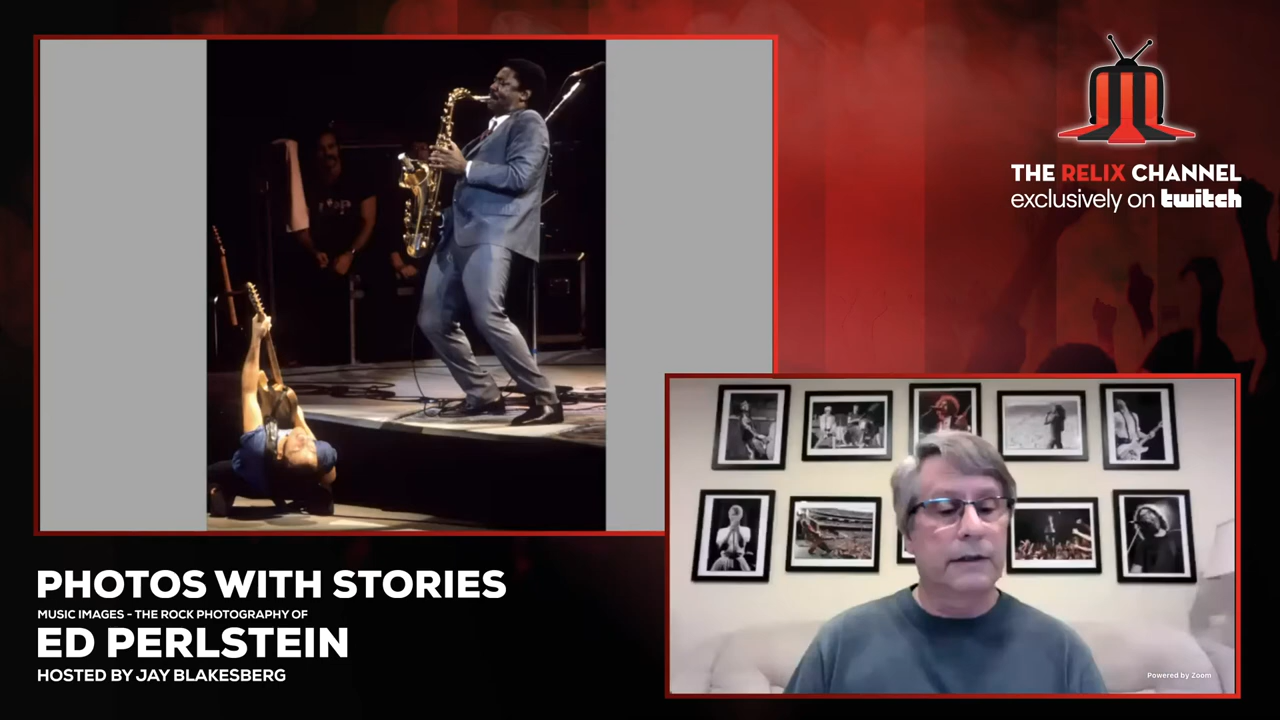 THE RELIX CHANNEL
exclusively on twitch
PHOTOS WITH STORIES
MUSIC IMAGES - THE ROCK PHOTOGRAPHY OF
ED PERLSTEIN
HOSTED BY JAY BLAKESBERG
Powered by Zoom